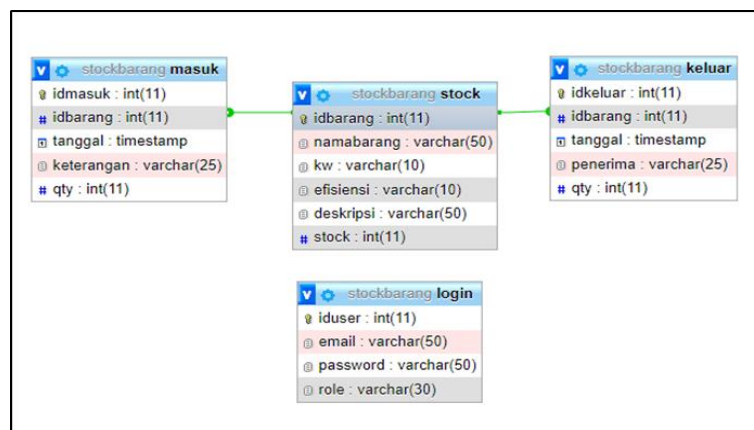 stockbarang masuk
idmasuk : int(11)
idbarang : int(11)
tanggal : timestamp
keterangan : varchar(25)
qty : int(11)
stockbarang stock
idbarang : int(11)
namabarang : varchar(50)
kw : varchar(10)
efisiensi : varchar(10)
deskripsi : varchar(50)
stock : int(11)
stockbarang keluar
idkeluar : int(11)
idbarang : int(11)
tanggal : timestamp
penerima : varchar(25)
qty : int(11)
stockbarang login
iduser : int(11)
email : varchar(50)
password : varchar(50)
role : varchar(30)